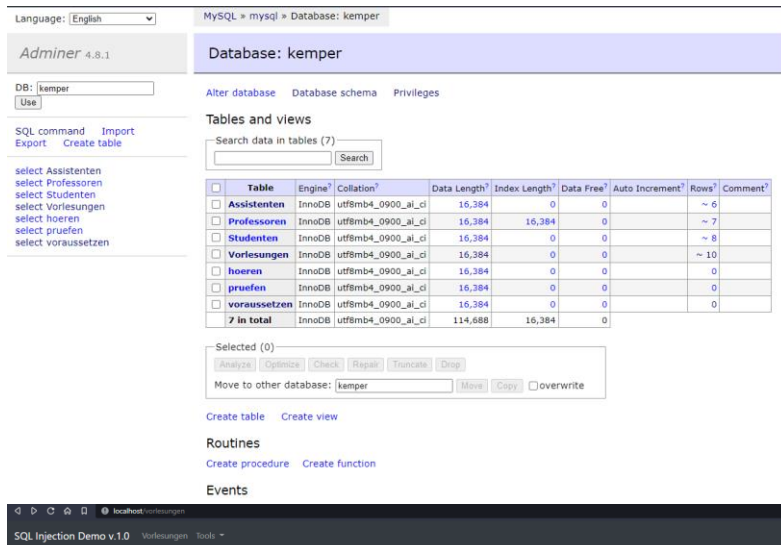 Language: English
MySQL » mysql » Database: kemper
Adminer 4.8.1
Database: kemper
DB: kemper
Use
Alter database Database schema Privileges
SQL command Import
Export Create table
Tables and views
Search data in tables (7)
Search
select Assistenten
select Professoren
select Studenten
select Vorlesungen
select hoeren
select pruefen
select voraussetzen
Table Engine? Collation? Data Length? Index Length? Data Free? Auto Increment? Rows? Comment?
Assistenten InnoDB utf8mb4_0900_ai_ci 16,384 0 0 ~ 6
Professoren InnoDB utf8mb4_0900_ai_ci 16,384 16,384 0 ~ 7
Studenten InnoDB utf8mb4_0900_ai_ci 16,384 0 0 ~ 8
Vorlesungen InnoDB utf8mb4_0900_ai_ci 16,384 0 0 ~ 10
hoeren InnoDB utf8mb4_0900_ai_ci 16,384 0 0 0
pruefen InnoDB utf8mb4_0900_ai_ci 16,384 0 0 0
voraussetzen InnoDB utf8mb4_0900_ai_ci 16,384 0 0 0
7 in total InnoDB utf8mb4_0900_ai_ci 114,688 16,384 0
Selected (0)
Analyze Optimize Check Repair Truncate Drop
Move to other database: kemper Move Copy overwrite
Create table Create view
Routines
Create procedure Create function
Events
localhost/vorlesungen
SQL Injection Demo v.1.0 Vorlesungen Tools